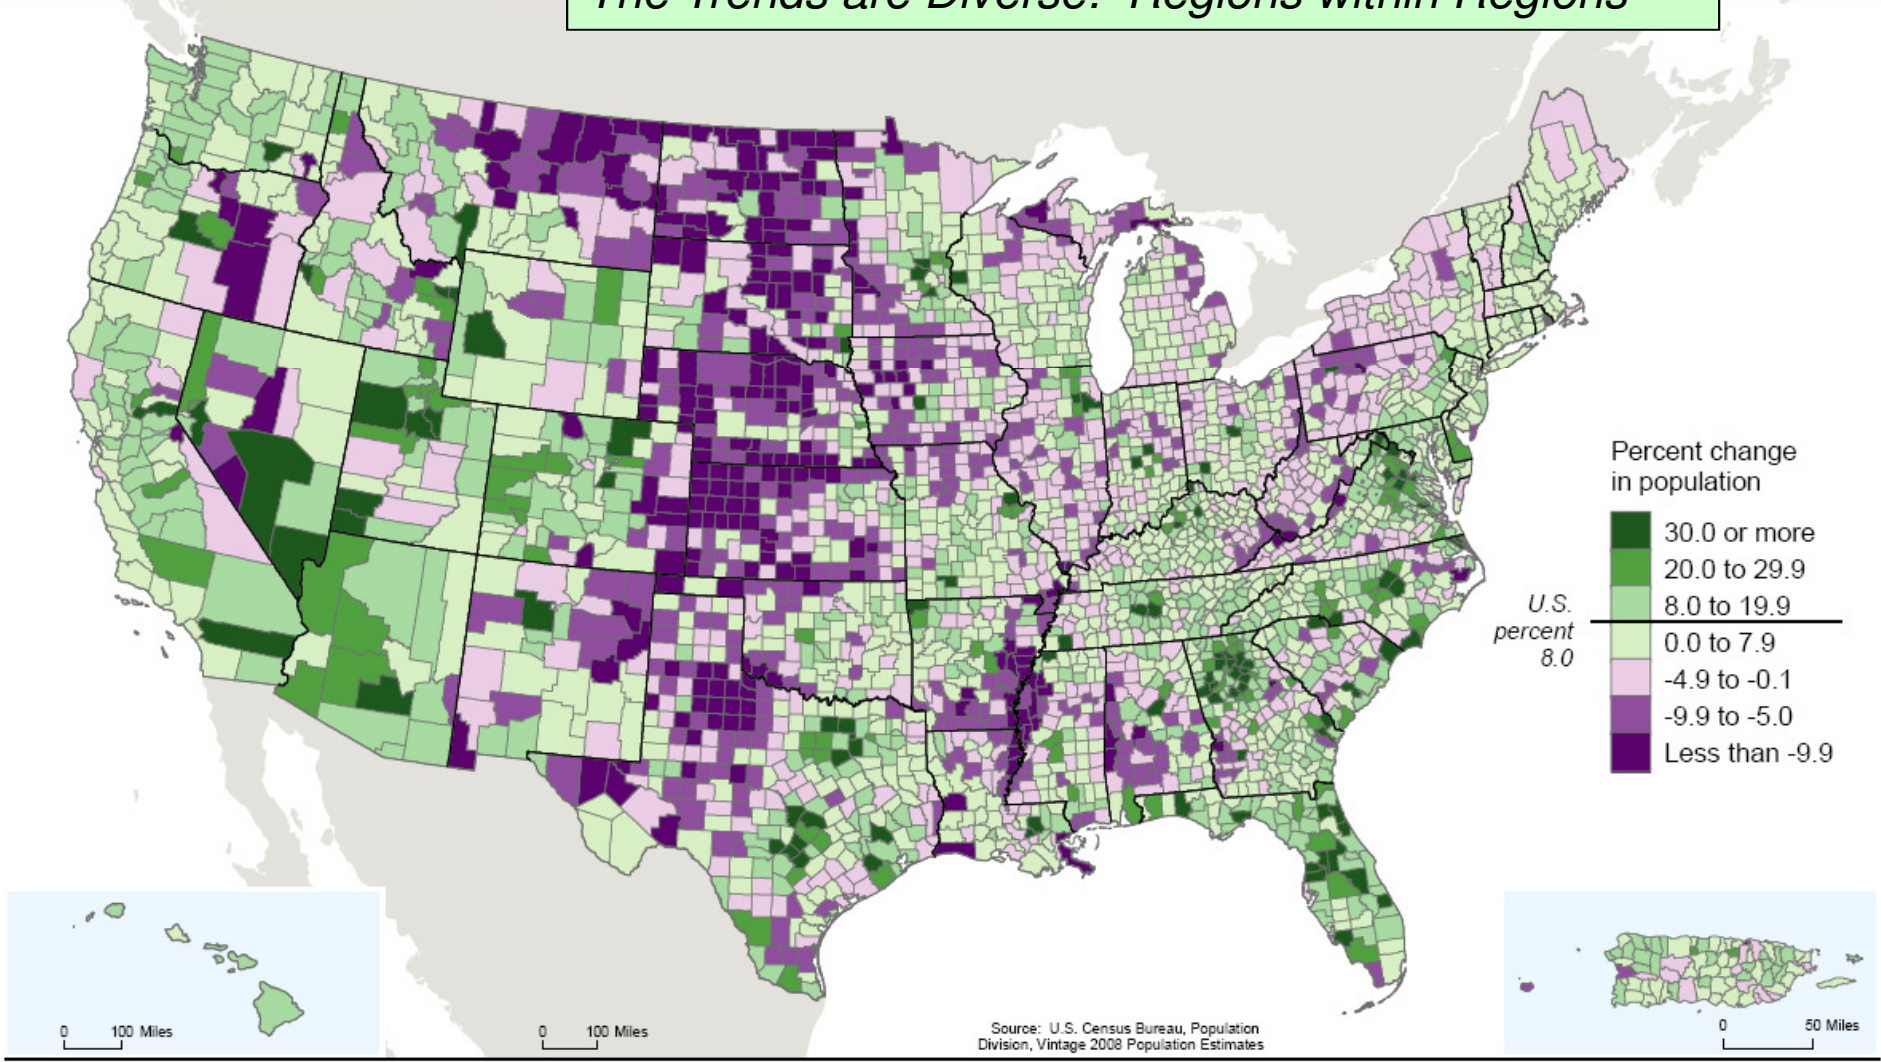 The Trends are Diverse: Regions within Regions
Percent change
in population
30.0 or more
20.0 to 29.9
8.0 to 19.9
0.0 to 7.9
-4.9 to -0.1
-9.9 to -5.0
Less than -9.9
U.S.
percent
8.0
0 100 Miles
0 100 Miles
Source: U.S. Census Bureau, Population
Division, Vintage 2008 Population Estimates
0 50 Miles